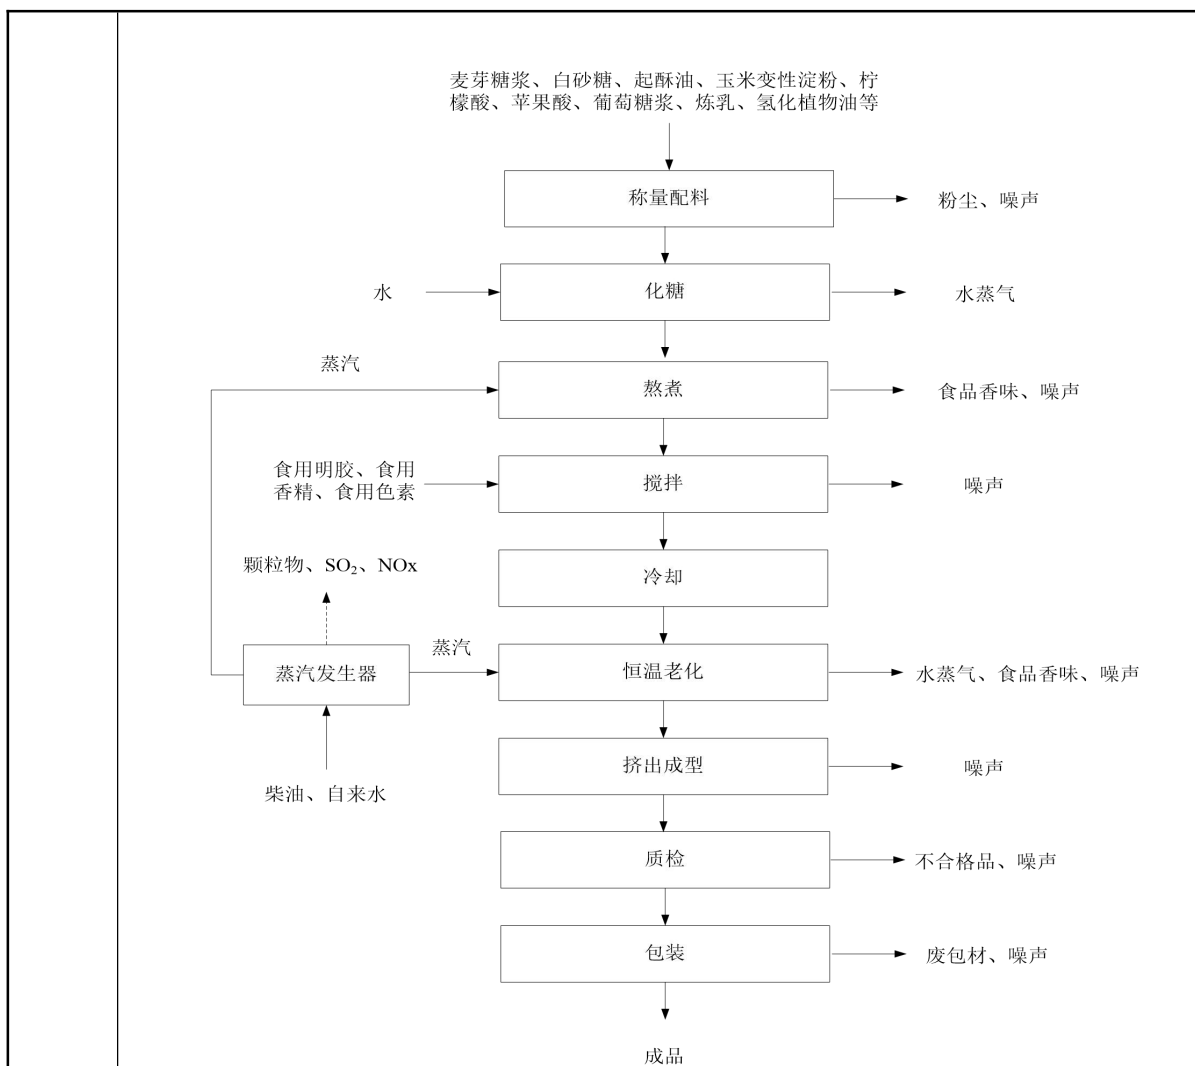 麦芽糖浆、白砂糖、起酥油、玉米变性淀粉、柠
檬酸、苹果酸、葡萄糖浆、炼乳、氢化植物油等
称量配料
粉尘、噪声
水
化糖
水蒸气
蒸汽
熬煮
食品香味、噪声
食用明胶、食用
香精、食用色素
搅拌
噪声
颗粒物、SO₂、NOx
冷却
蒸汽发生器
蒸汽
恒温老化
水蒸气、食品香味、噪声
柴油、自来水
挤出成型
噪声
质检
不合格品、噪声
包装
废包材、噪声
成品